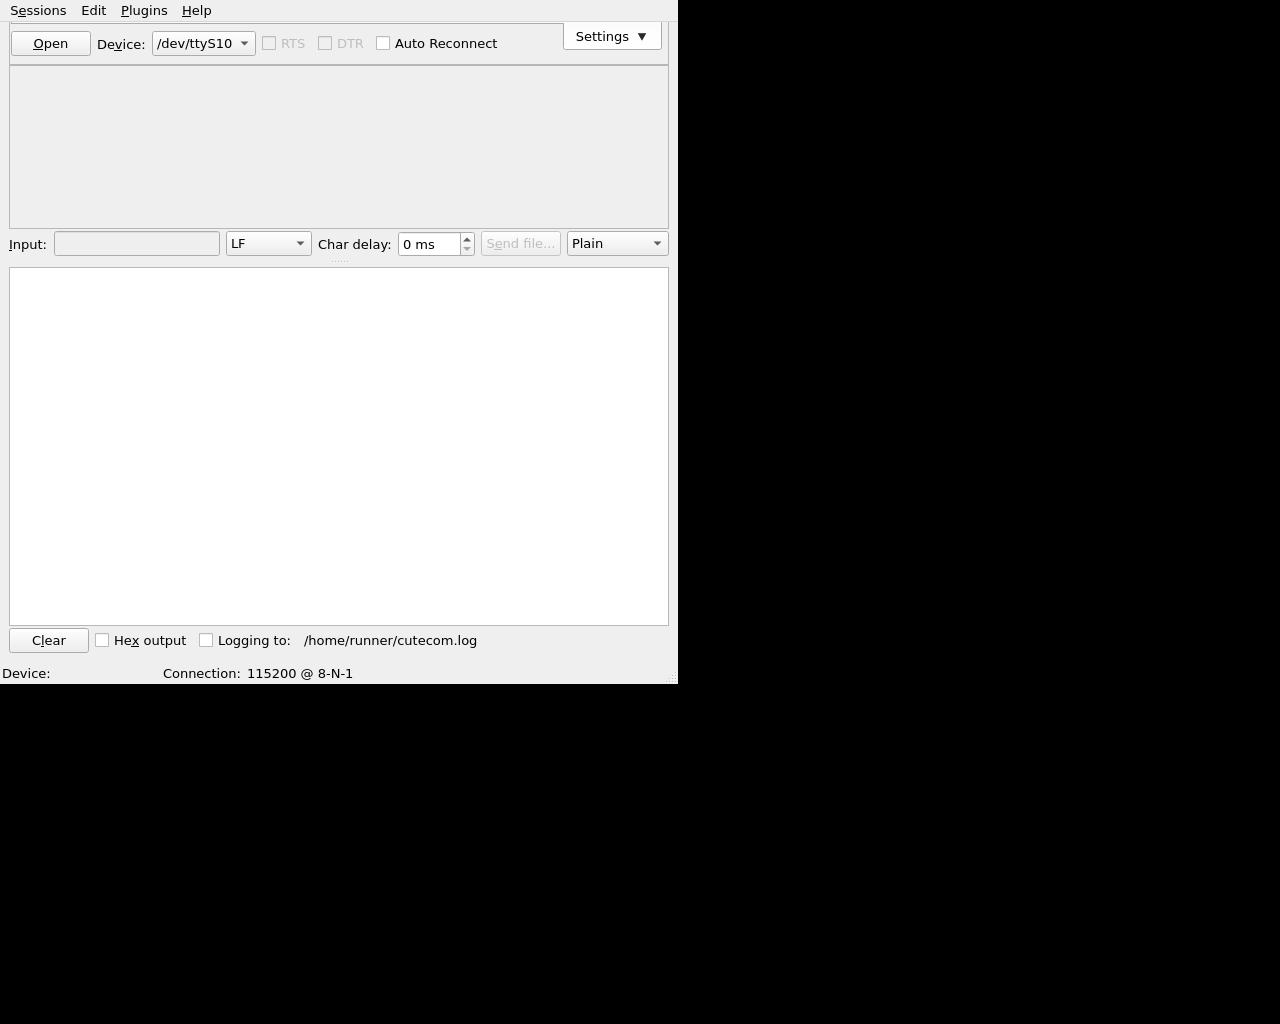 Sessions Edit Plugins Help
Open Device: /dev/ttyS10 RTS DTR Auto Reconnect Settings ▼
Input: LF Char delay: 0 ms Send file... Plain
Clear Hex output Logging to: /home/runner/cutecom.log
Device: Connection: 115200 @ 8-N-1